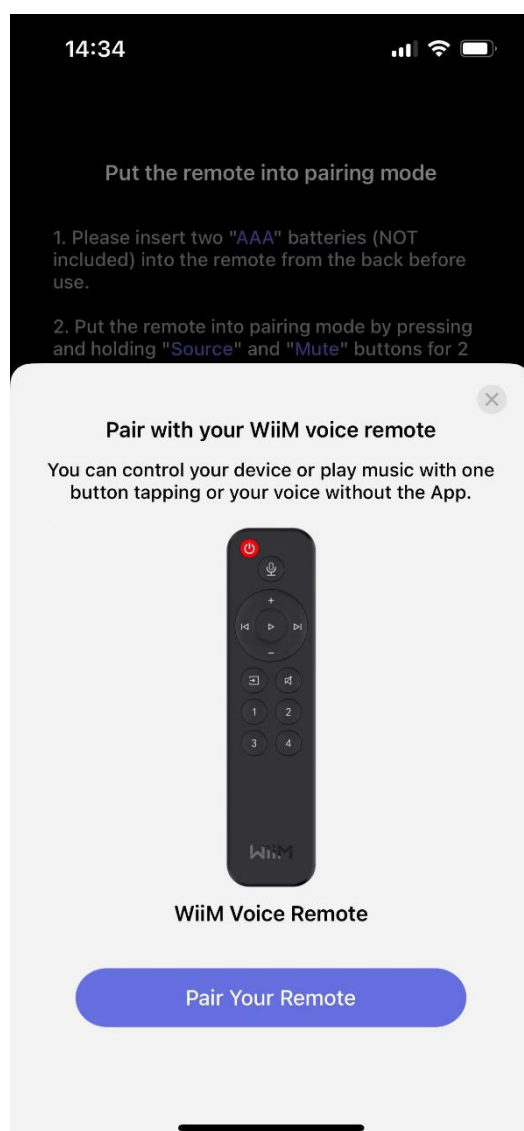 14:34
Put the remote into pairing mode
1. Please insert two "AAA" batteries (NOT
included) into the remote from the back before
use.
2. Put the remote into pairing mode by pressing
and holding "Source" and "Mute" buttons for 2
Pair with your WiiM voice remote
You can control your device or play music with one
button tapping or your voice without the App.
1 2
3 4
WiiM
WiiM Voice Remote
Pair Your Remote